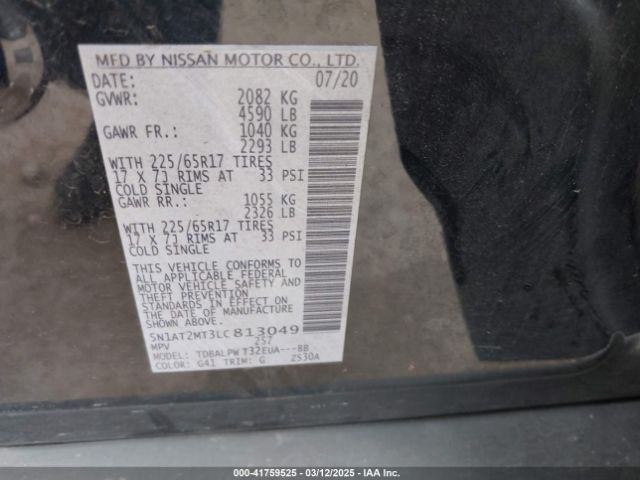 MFD BY NISSAN MOTOR CO., LTD.
DATE: 07/20
GVWR: 2082 KG
4590 LB
GAWR FR.: 1040 KG
2293 LB
WITH 225/65R17 TIRES
17 X 7J RIMS AT 33 PSI
COLD SINGLE
GAWR RR.: 1055 KG
2326 LB
WITH 225/65R17 TIRES
17 X 7J RIMS AT 33 PSI
COLD SINGLE
THIS VEHICLE CONFORMS TO
ALL APPLICABLE FEDERAL
MOTOR VEHICLE SAFETY AND
THEFT PREVENTION
STANDARDS IN EFFECT ON
THE DATE OF MANUFACTURE
SHOWN ABOVE.
5N1AT2MT3LC813049
MPV 257
MODEL: TDBALPW T32EUA---BB
COLOR: G41 TRIM: G ZS30A
000-41759525 | 03/12/2025 | IAA Inc.